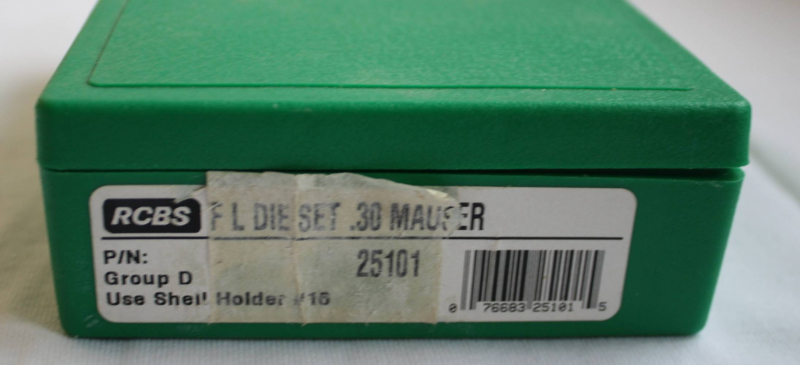 RCBS F L DIE SET .30 MAUSER
P/N: 25101
Group D
Use Shell Holder #16
0 76683 25101 5